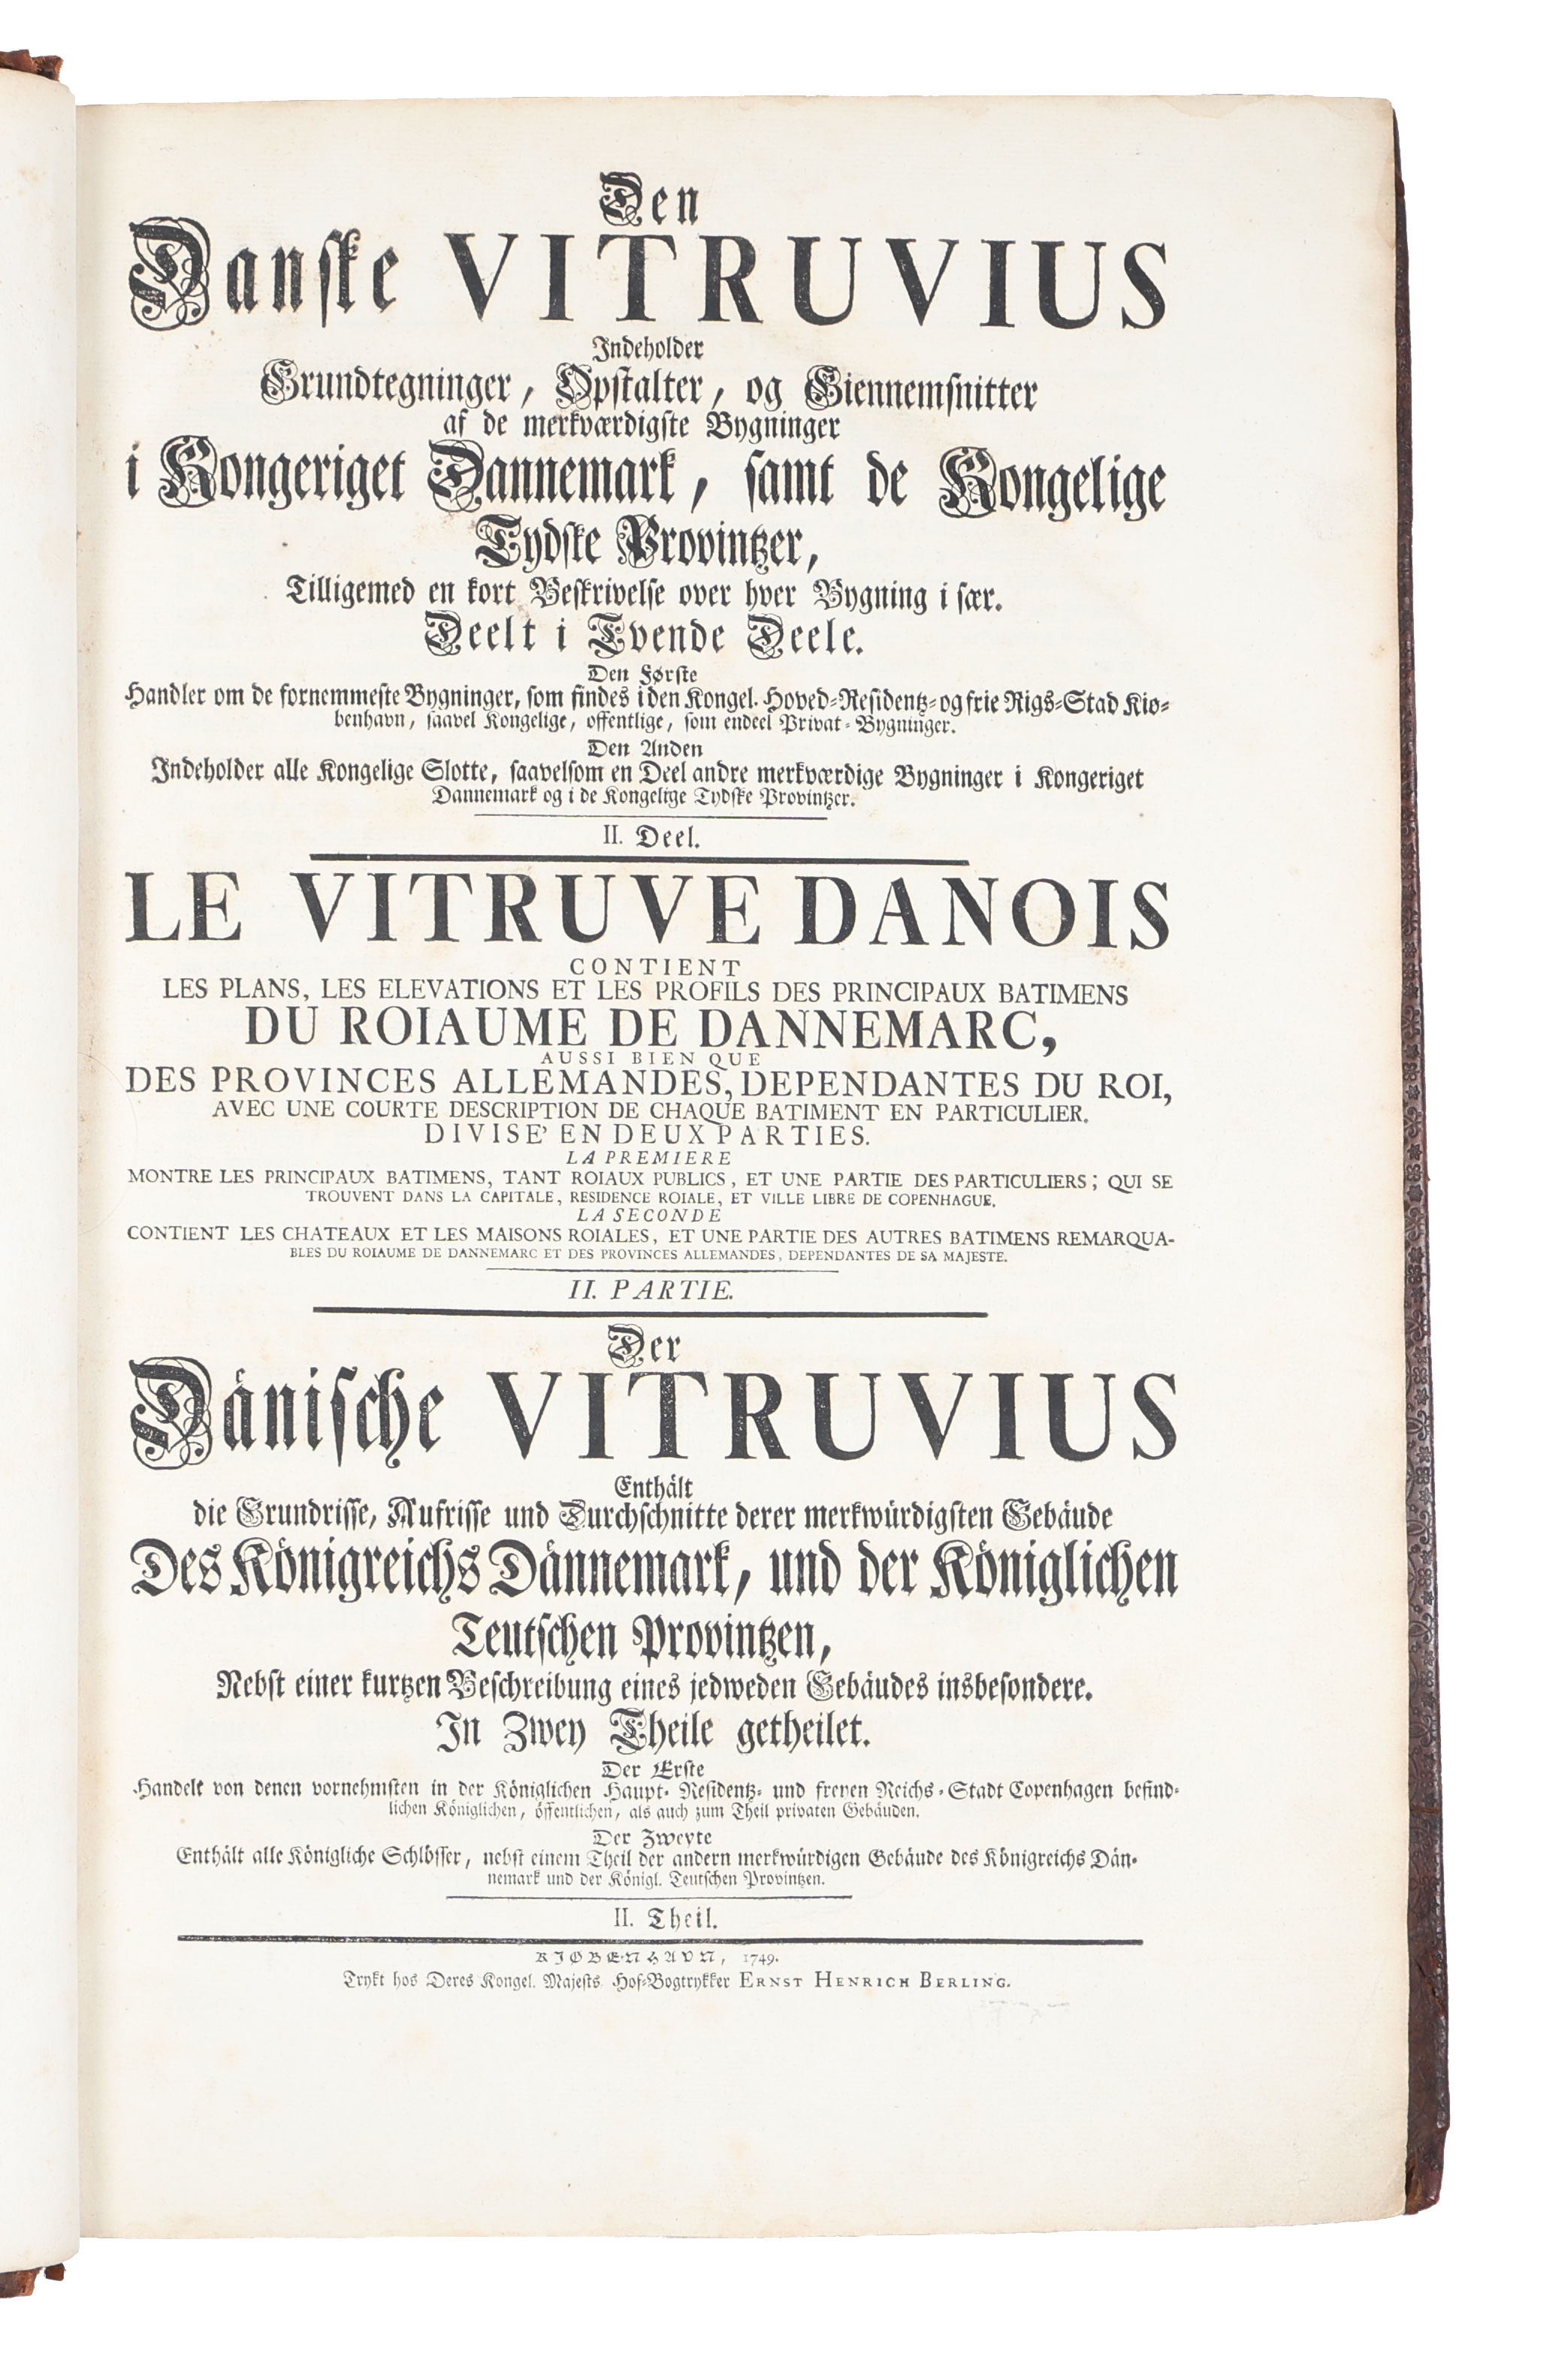 Den
Danske VITRUVIUS
Indeholder
Grundtegninger, Opstalter, og Giennemsnitter
af de merkværdigste Bygninger
i Kongeriget Dannemark, samt de Kongelige
Tydske Provintzer,
Tilligemed en kort Beskrivelse over hver Bygning i sær.
Deelt i Tvende Deele.
Den Første
Handler om de fornemmeste Bygninger, som findes i den Kongel. Hoved-Residentz- og frie Rigs-Stad Kiø-
benhavn, saavel Kongelige, offentlige, som endeel Privat-Bygninger.
Den Anden
Indeholder alle Kongelige Slotte, saavelsom en Deel andre merkværdige Bygninger i Kongeriget
Dannemark og i de Kongelige Tydske Provintzer.
II. Deel.
LE VITRUVE DANOIS
CONTIENT
LES PLANS, LES ELEVATIONS ET LES PROFILS DES PRINCIPAUX BATIMENS
DU ROIAUME DE DANNEMARC,
AUSSI BIEN QUE
DES PROVINCES ALLEMANDES, DEPENDANTES DU ROI,
AVEC UNE COURTE DESCRIPTION DE CHAQUE BATIMENT EN PARTICULIER.
DIVISE' EN DEUX PARTIES.
LA PREMIERE
MONTRE LES PRINCIPAUX BATIMENS, TANT ROIAUX PUBLICS, ET UNE PARTIE DES PARTICULIERS; QUI SE
TROUVENT DANS LA CAPITALE, RESIDENCE ROIALE, ET VILLE LIBRE DE COPENHAGUE.
LA SECONDE
CONTIENT LES CHATEAUX ET LES MAISONS ROIALES, ET UNE PARTIE DES AUTRES BATIMENS REMARQUA-
BLES DU ROIAUME DE DANNEMARC ET DES PROVINCES ALLEMANDES, DEPENDANTES DE SA MAJESTE.
II. PARTIE.
Der
Dänische VITRUVIUS
Enthält
die Grundrisse, Aufrisse und Durchschnitte derer merkwürdigsten Gebäude
Des Königreichs Dännemark, und der Königlichen
Teutschen Provintzen,
Nebst einer kurtzen Beschreibung eines jedweden Gebäudes insbesondere.
In Zwey Theile getheilet.
Der Erste
Handelt von denen vornehmsten in der Königlichen Haupt- Residentz- und freyen Reichs-Stadt Copenhagen befind-
lichen Königlichen, öffentlichen, als auch zum Theil privaten Gebäuden.
Der Zweyte
Enthält alle Königliche Schlösser, nebst einem Theil der andern merkwürdigen Gebäude des Königreichs Dän-
nemark und der Königl. Teutschen Provintzen.
II. Theil.
KIØBENHAVN, 1749.
Trykt hos Deres Kongel. Majests Hof-Bogtrykker ERNST HENRICH BERLING.